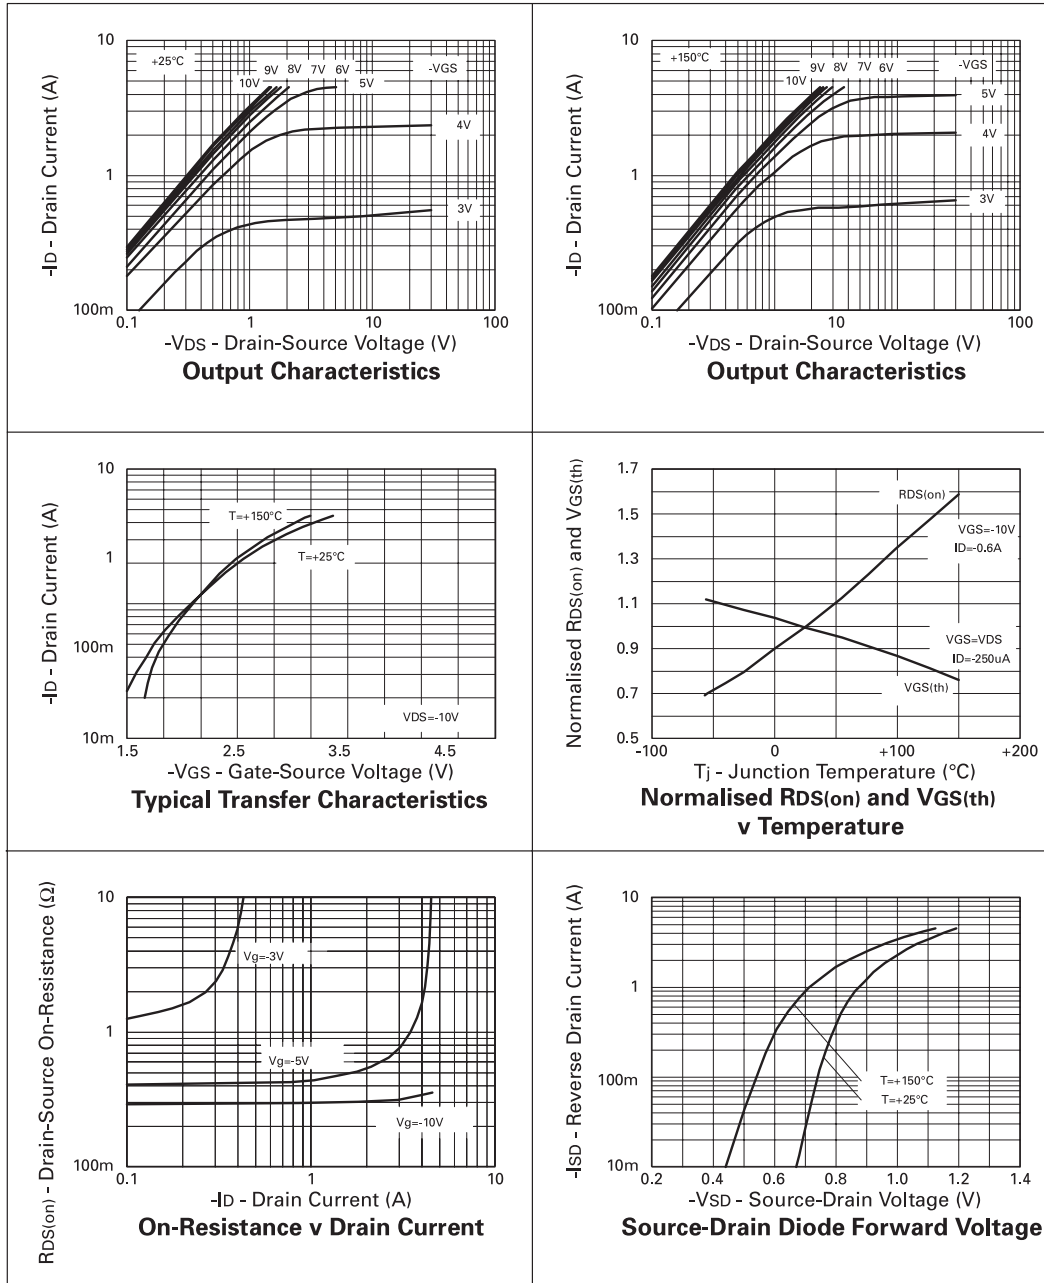 10
+25°C
9V 8V 7V 6V -VGS
10V 5V
4V
1
3V
100m
0.1 1 10 100
-ID - Drain Current (A)
-VDS - Drain-Source Voltage (V)
Output Characteristics
10
+150°C
9V 8V 7V 6V -VGS
10V
5V
4V
1
3V
100m
0.1 1 10 100
-ID - Drain Current (A)
-VDS - Drain-Source Voltage (V)
Output Characteristics
10
T=+150°C
1
T=+25°C
100m
VDS=-10V
10m
1.5 2.5 3.5 4.5
-ID - Drain Current (A)
-VGS - Gate-Source Voltage (V)
Typical Transfer Characteristics
1.7
RDS(on)
1.5
VGS=-10V
ID=-0.6A
1.3
1.1
VGS=VDS
0.9
ID=-250uA
VGS(th)
0.7
0.5
-100 0 +100 +200
Normalised RDS(on) and VGS(th)
Tj - Junction Temperature (°C)
Normalised RDS(on) and VGS(th)
v Temperature
10
Vg=-3V
1
Vg=-5V
Vg=-10V
100m
0.1 1 10
RDS(on) - Drain-Source On-Resistance (Ω)
-ID - Drain Current (A)
On-Resistance v Drain Current
10
1
100m
T=+150°C
T=+25°C
10m
0.2 0.4 0.6 0.8 1.0 1.2 1.4
-ISD - Reverse Drain Current (A)
-VSD - Source-Drain Voltage (V)
Source-Drain Diode Forward Voltage